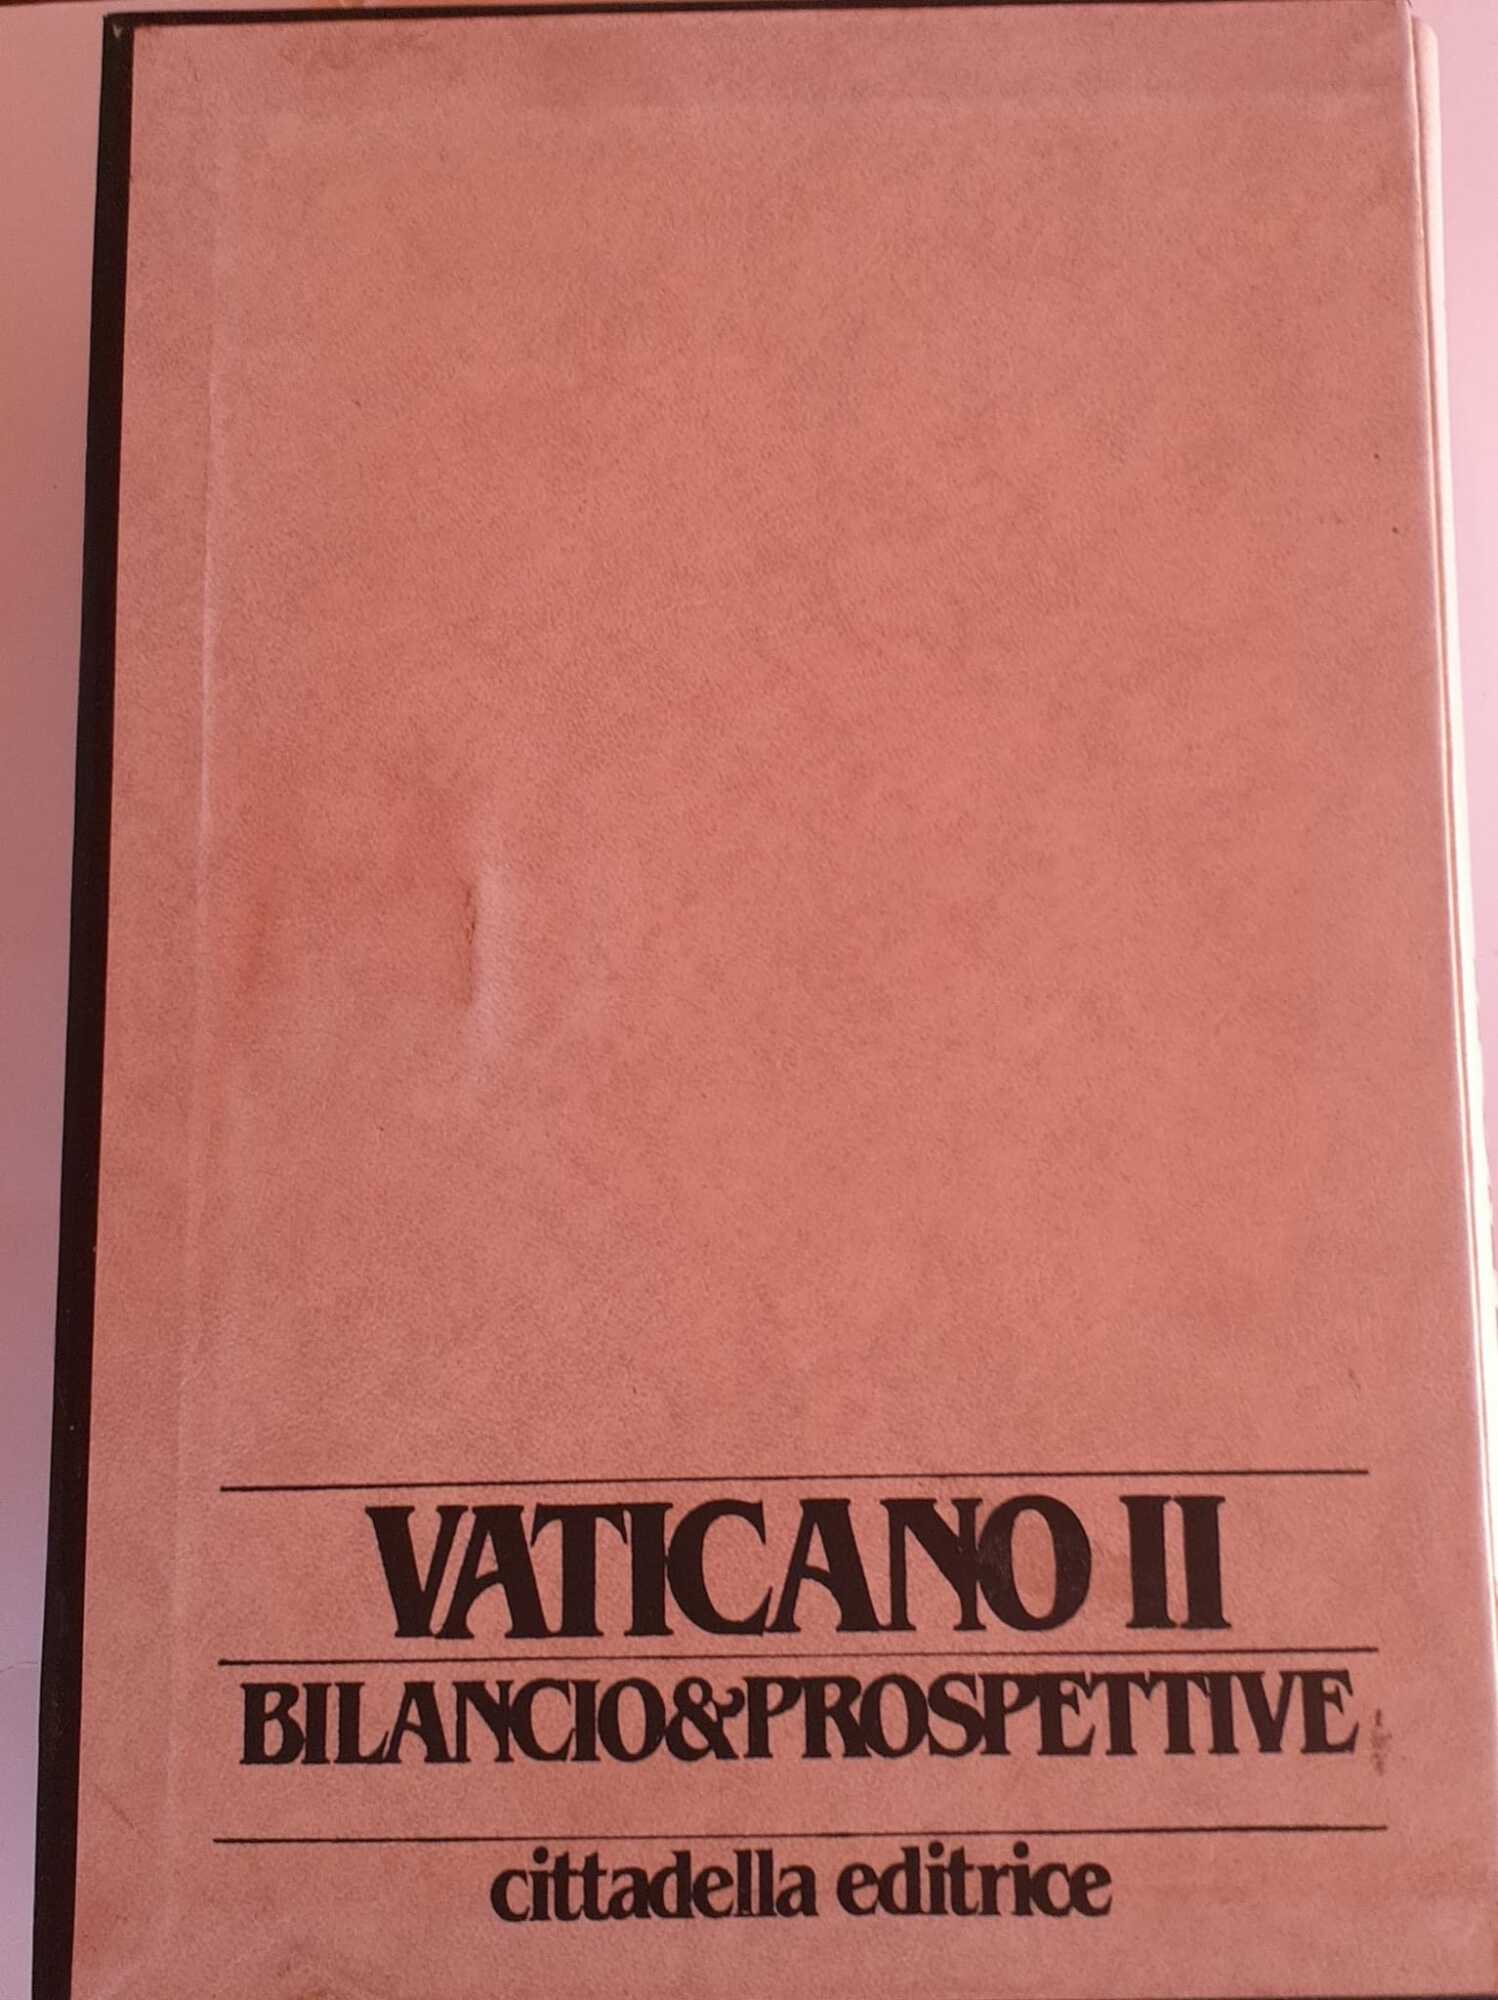 VATICANO II
BILANCIO&PROSPETTIVE
cittadella editrice